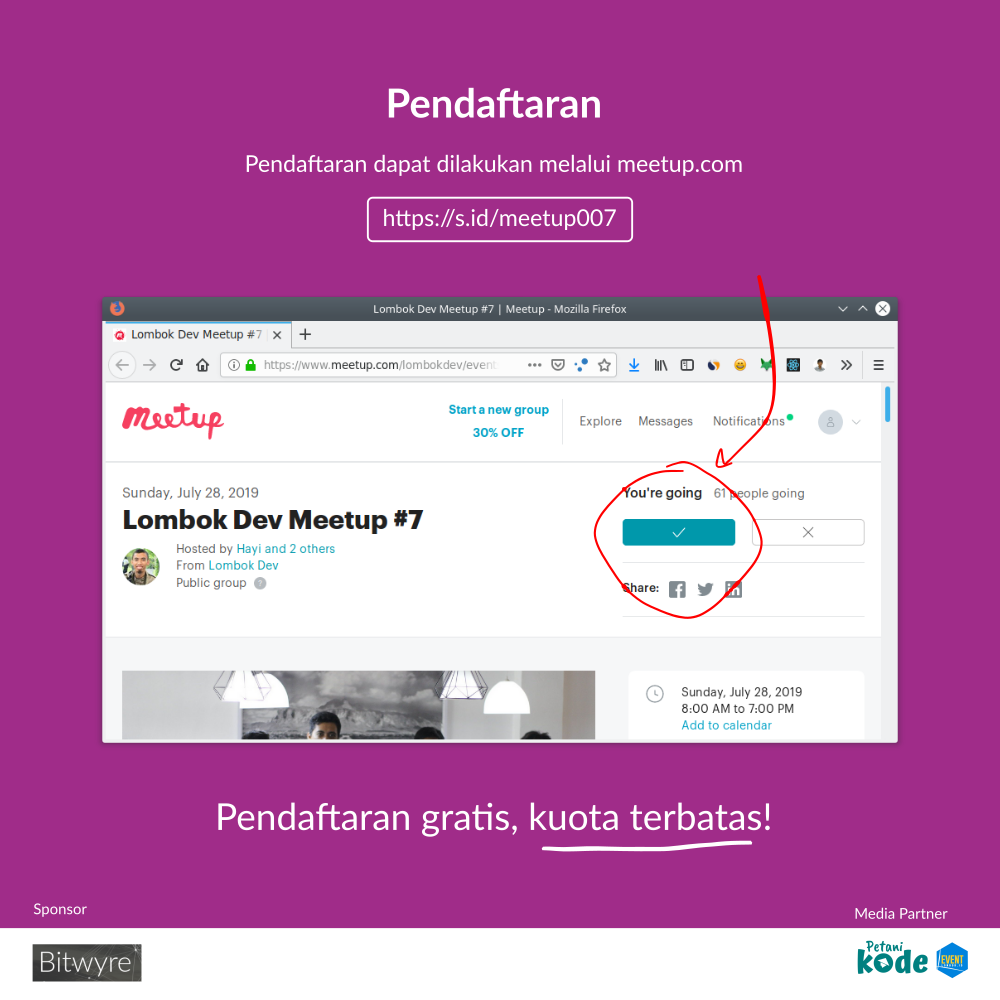 Pendaftaran
Pendaftaran dapat dilakukan melalui meetup.com
https://s.id/meetup007
Lombok Dev Meetup #7 | Meetup - Mozilla Firefox
Lombok Dev Meetup #7
https://www.meetup.com/lombokdev/event
meetup
Start a new group
30% OFF
Explore
Messages
Notifications
Sunday, July 28, 2019
Lombok Dev Meetup #7
Hosted by Hayi and 2 others
From Lombok Dev
Public group
You're going
61 people going
Share:
Sunday, July 28, 2019
8:00 AM to 7:00 PM
Add to calendar
Pendaftaran gratis, kuota terbatas!
Sponsor
Media Partner
Bitwyre
Petani
kode
EVENT